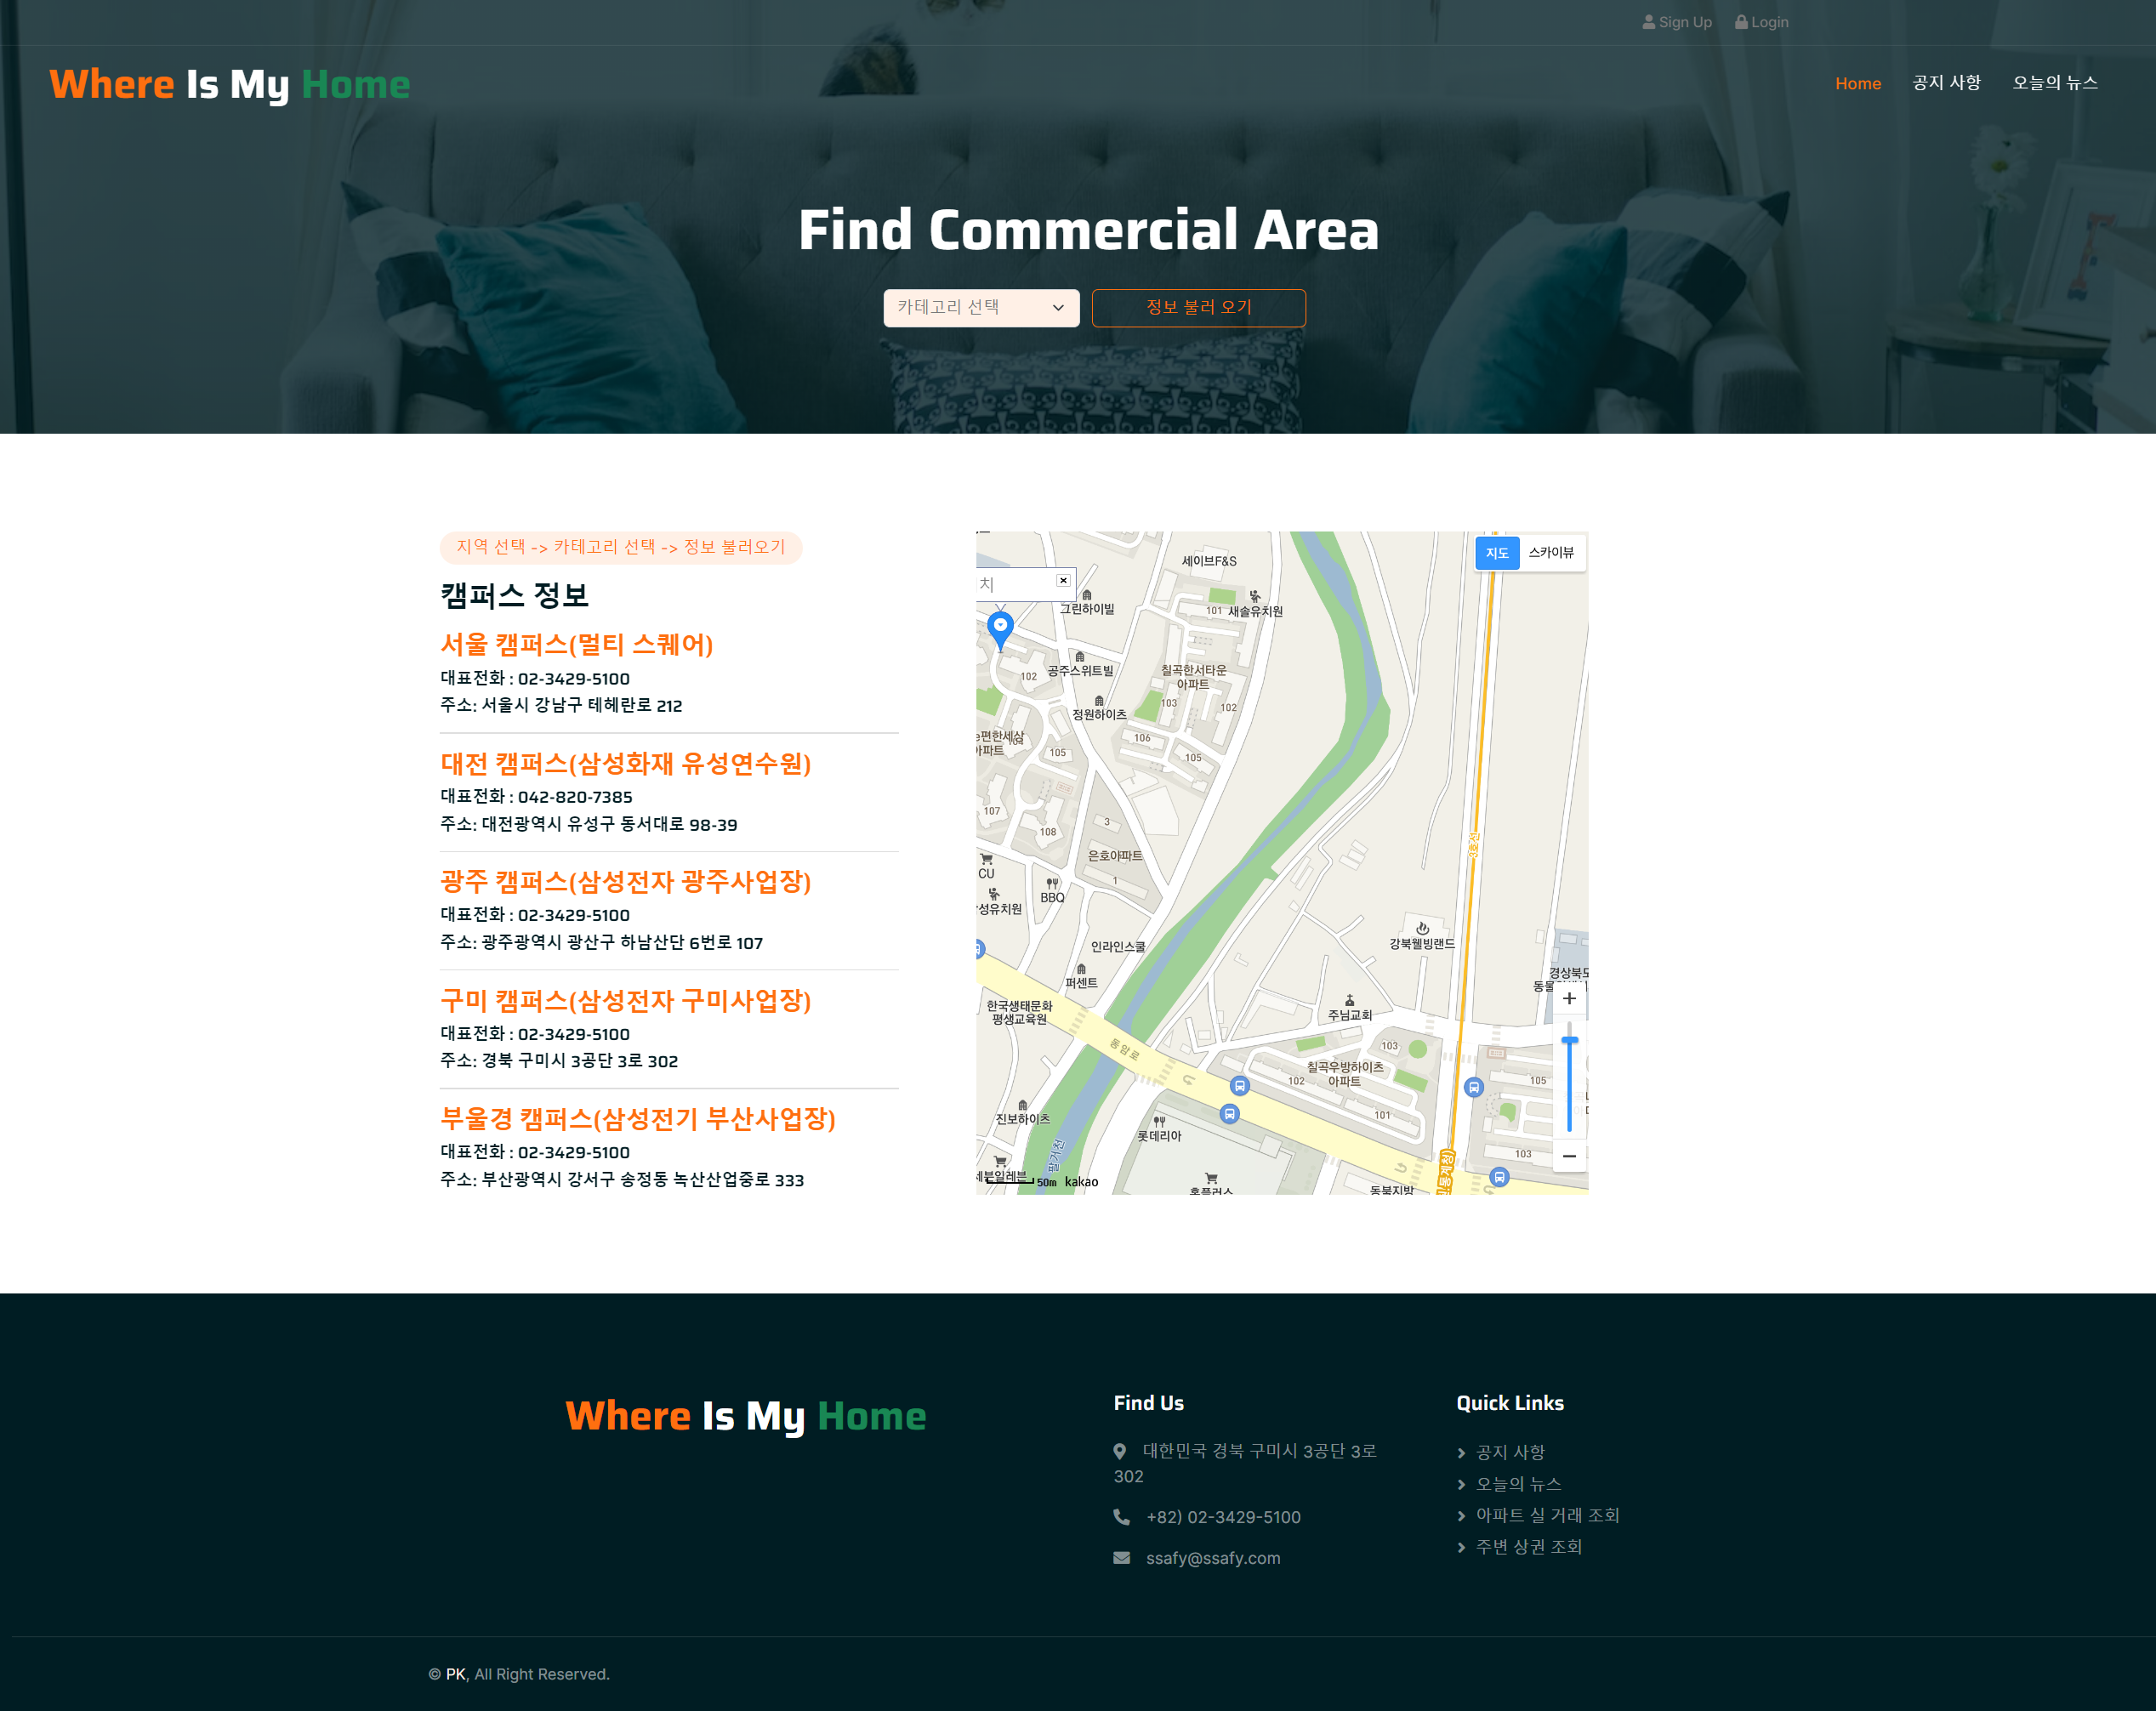 Sign Up Login
Where Is My Home
Home 공지 사항 오늘의 뉴스
Find Commercial Area
카테고리 선택
정보 불러 오기
지역 선택 -> 카테고리 선택 -> 정보 불러오기
캠퍼스 정보
서울 캠퍼스(멀티 스퀘어)
대표전화 : 02-3429-5100
주소: 서울시 강남구 테헤란로 212
대전 캠퍼스(삼성화재 유성연수원)
대표전화 : 042-820-7385
주소: 대전광역시 유성구 동서대로 98-39
광주 캠퍼스(삼성전자 광주사업장)
대표전화 : 02-3429-5100
주소: 광주광역시 광산구 하남산단 6번로 107
구미 캠퍼스(삼성전자 구미사업장)
대표전화 : 02-3429-5100
주소: 경북 구미시 3공단 3로 302
부울경 캠퍼스(삼성전기 부산사업장)
대표전화 : 02-3429-5100
주소: 부산광역시 강서구 송정동 녹산산업중로 333
지도 스카이뷰
세이브F&S
치
그린하이빌
101 새솔유치원
공주스위트빌
102
칠곡한서타운
아파트
103
102
정원하이츠
e편한세상
아파트
104
105
106
105
107
108
3
은호아파트
1
CU
BBQ
성유치원
3호선
인라인스쿨
강북웰빙랜드
퍼센트
경상북도
한국생태문화
평생교육원
주님교회
동암로
103
칠곡우방하이츠
아파트
102
105
101
진보하이츠
팔거천
롯데리아
103
세븐일레븐
홈플러스
동북지방
50m kakao
Where Is My Home
Find Us
대한민국 경북 구미시 3공단 3로
302
+82) 02-3429-5100
ssafy@ssafy.com
Quick Links
공지 사항
오늘의 뉴스
아파트 실 거래 조회
주변 상권 조회
© PK, All Right Reserved.